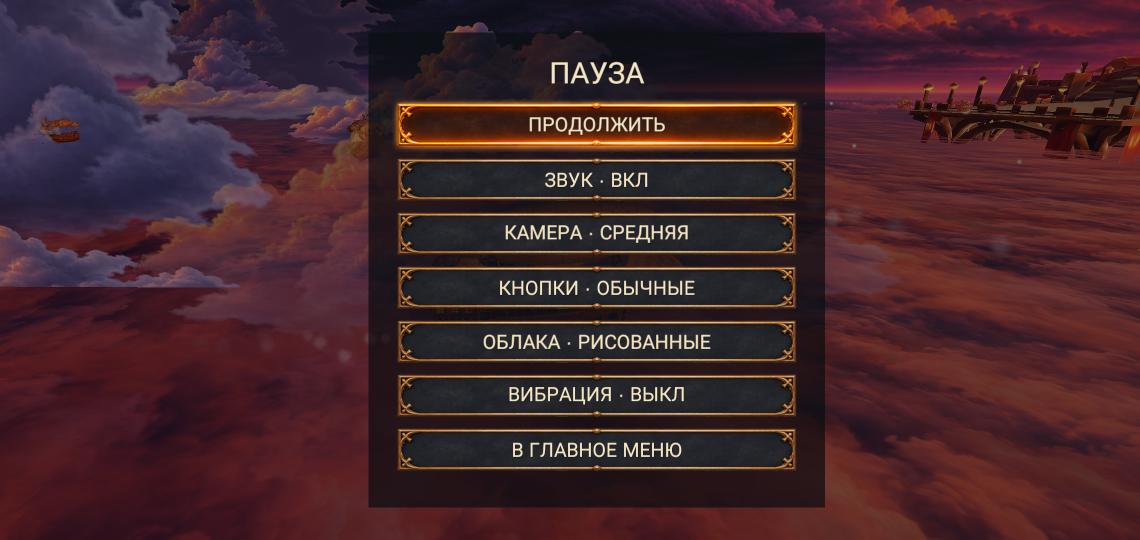 ПАУЗА
ПРОДОЛЖИТЬ
ЗВУК · ВКЛ
КАМЕРА · СРЕДНЯЯ
КНОПКИ · ОБЫЧНЫЕ
ОБЛАКА · РИСОВАННЫЕ
ВИБРАЦИЯ · ВЫКЛ
В ГЛАВНОЕ МЕНЮ